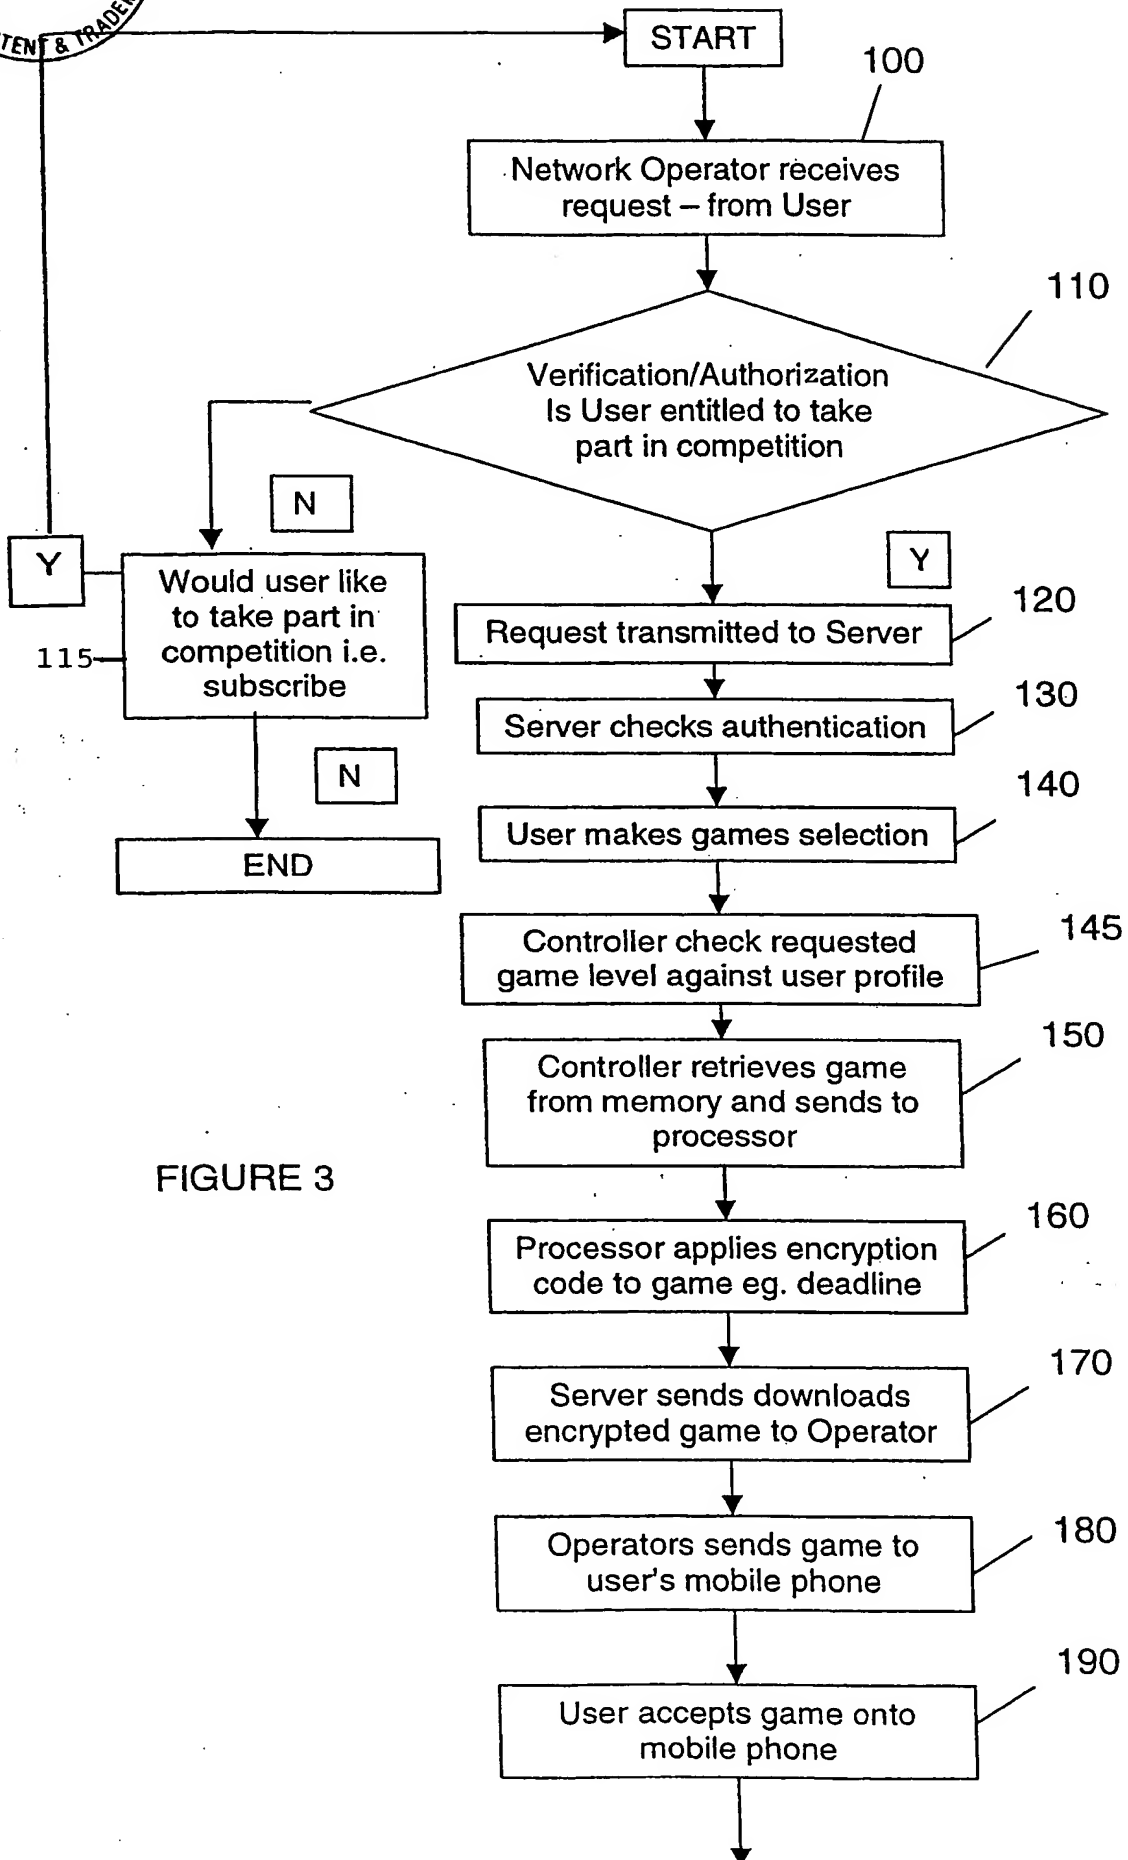 TENT & TRADEM
START
100
Network Operator receives
request – from User
110
Verification/Authorization
Is User entitled to take
part in competition
N
Y
Y
Would user like
to take part in
competition i.e.
subscribe
115
120
Request transmitted to Server
130
Server checks authentication
N
140
User makes games selection
END
145
Controller check requested
game level against user profile
150
Controller retrieves game
from memory and sends to
processor
FIGURE 3
160
Processor applies encryption
code to game eg. deadline
170
Server sends downloads
encrypted game to Operator
180
Operators sends game to
user's mobile phone
190
User accepts game onto
mobile phone